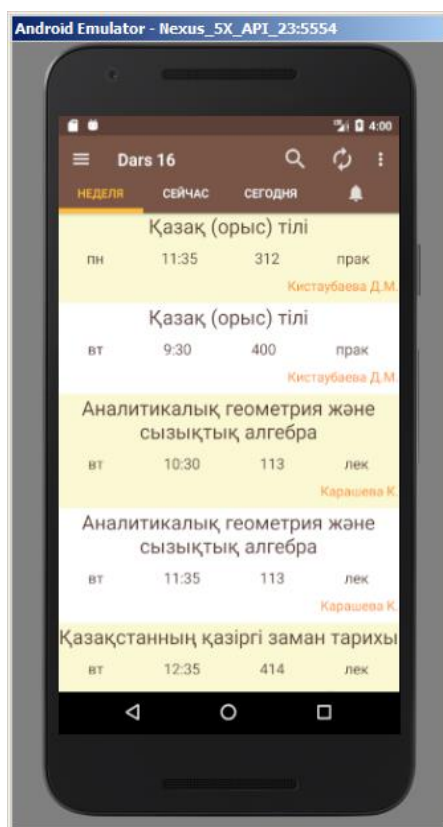 Android Emulator - Nexus_5X_API_23:5554
4:00
Dars 16
НЕДЕЛЯ СЕЙЧАС СЕГОДНЯ
Қазақ (орыс) тілі
пн 11:35 312 прак
Кистаубаева Д.М.
Қазақ (орыс) тілі
вт 9:30 400 прак
Кистаубаева Д.М.
Аналитикалық геометрия және
сызықтық алгебра
вт 10:30 113 лек
Карашева К.
Аналитикалық геометрия және
сызықтық алгебра
вт 11:35 113 лек
Карашева К.
Қазақстанның қазіргі заман тарихы
вт 12:35 414 лек